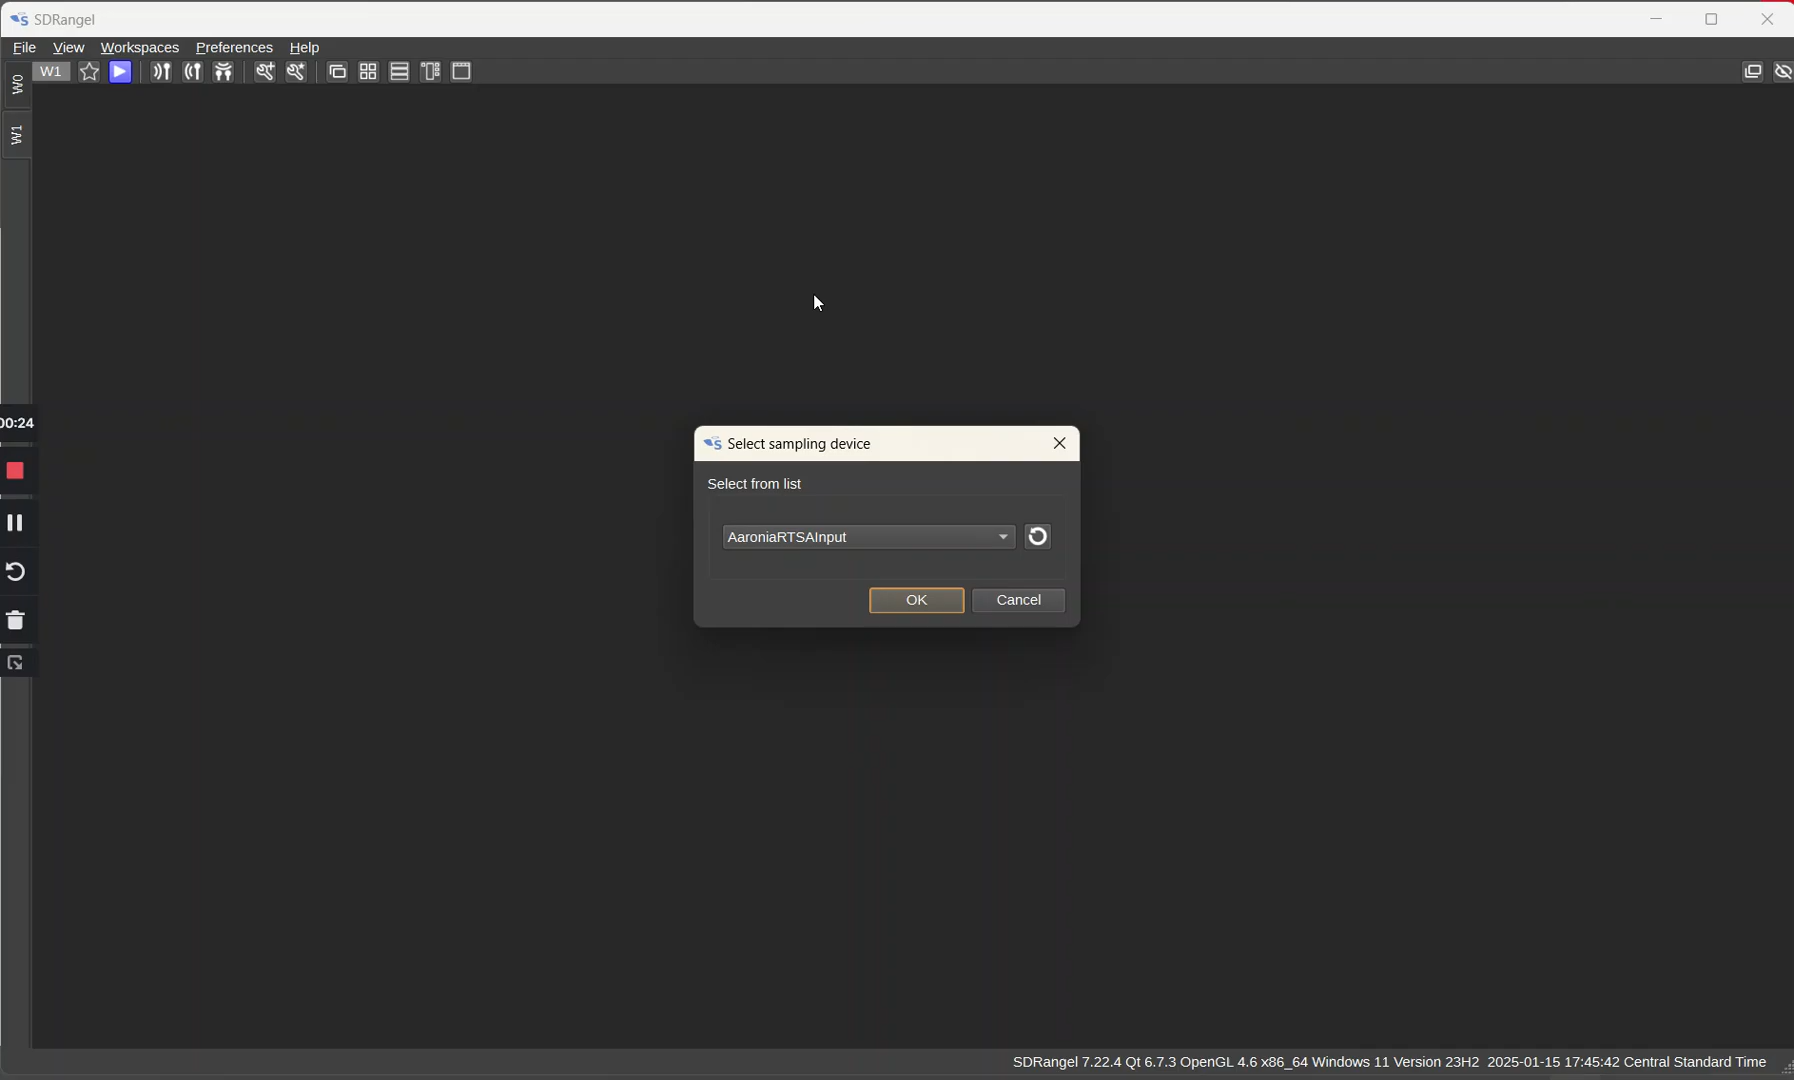 SDRangel
File View Workspaces Preferences Help
W1
W0
W1
00:24
Select sampling device
Select from list
AaroniaRTSAInput
OK Cancel
SDRangel 7.22.4 Qt 6.7.3 OpenGL 4.6 x86_64 Windows 11 Version 23H2 2025-01-15 17:45:42 Central Standard Time